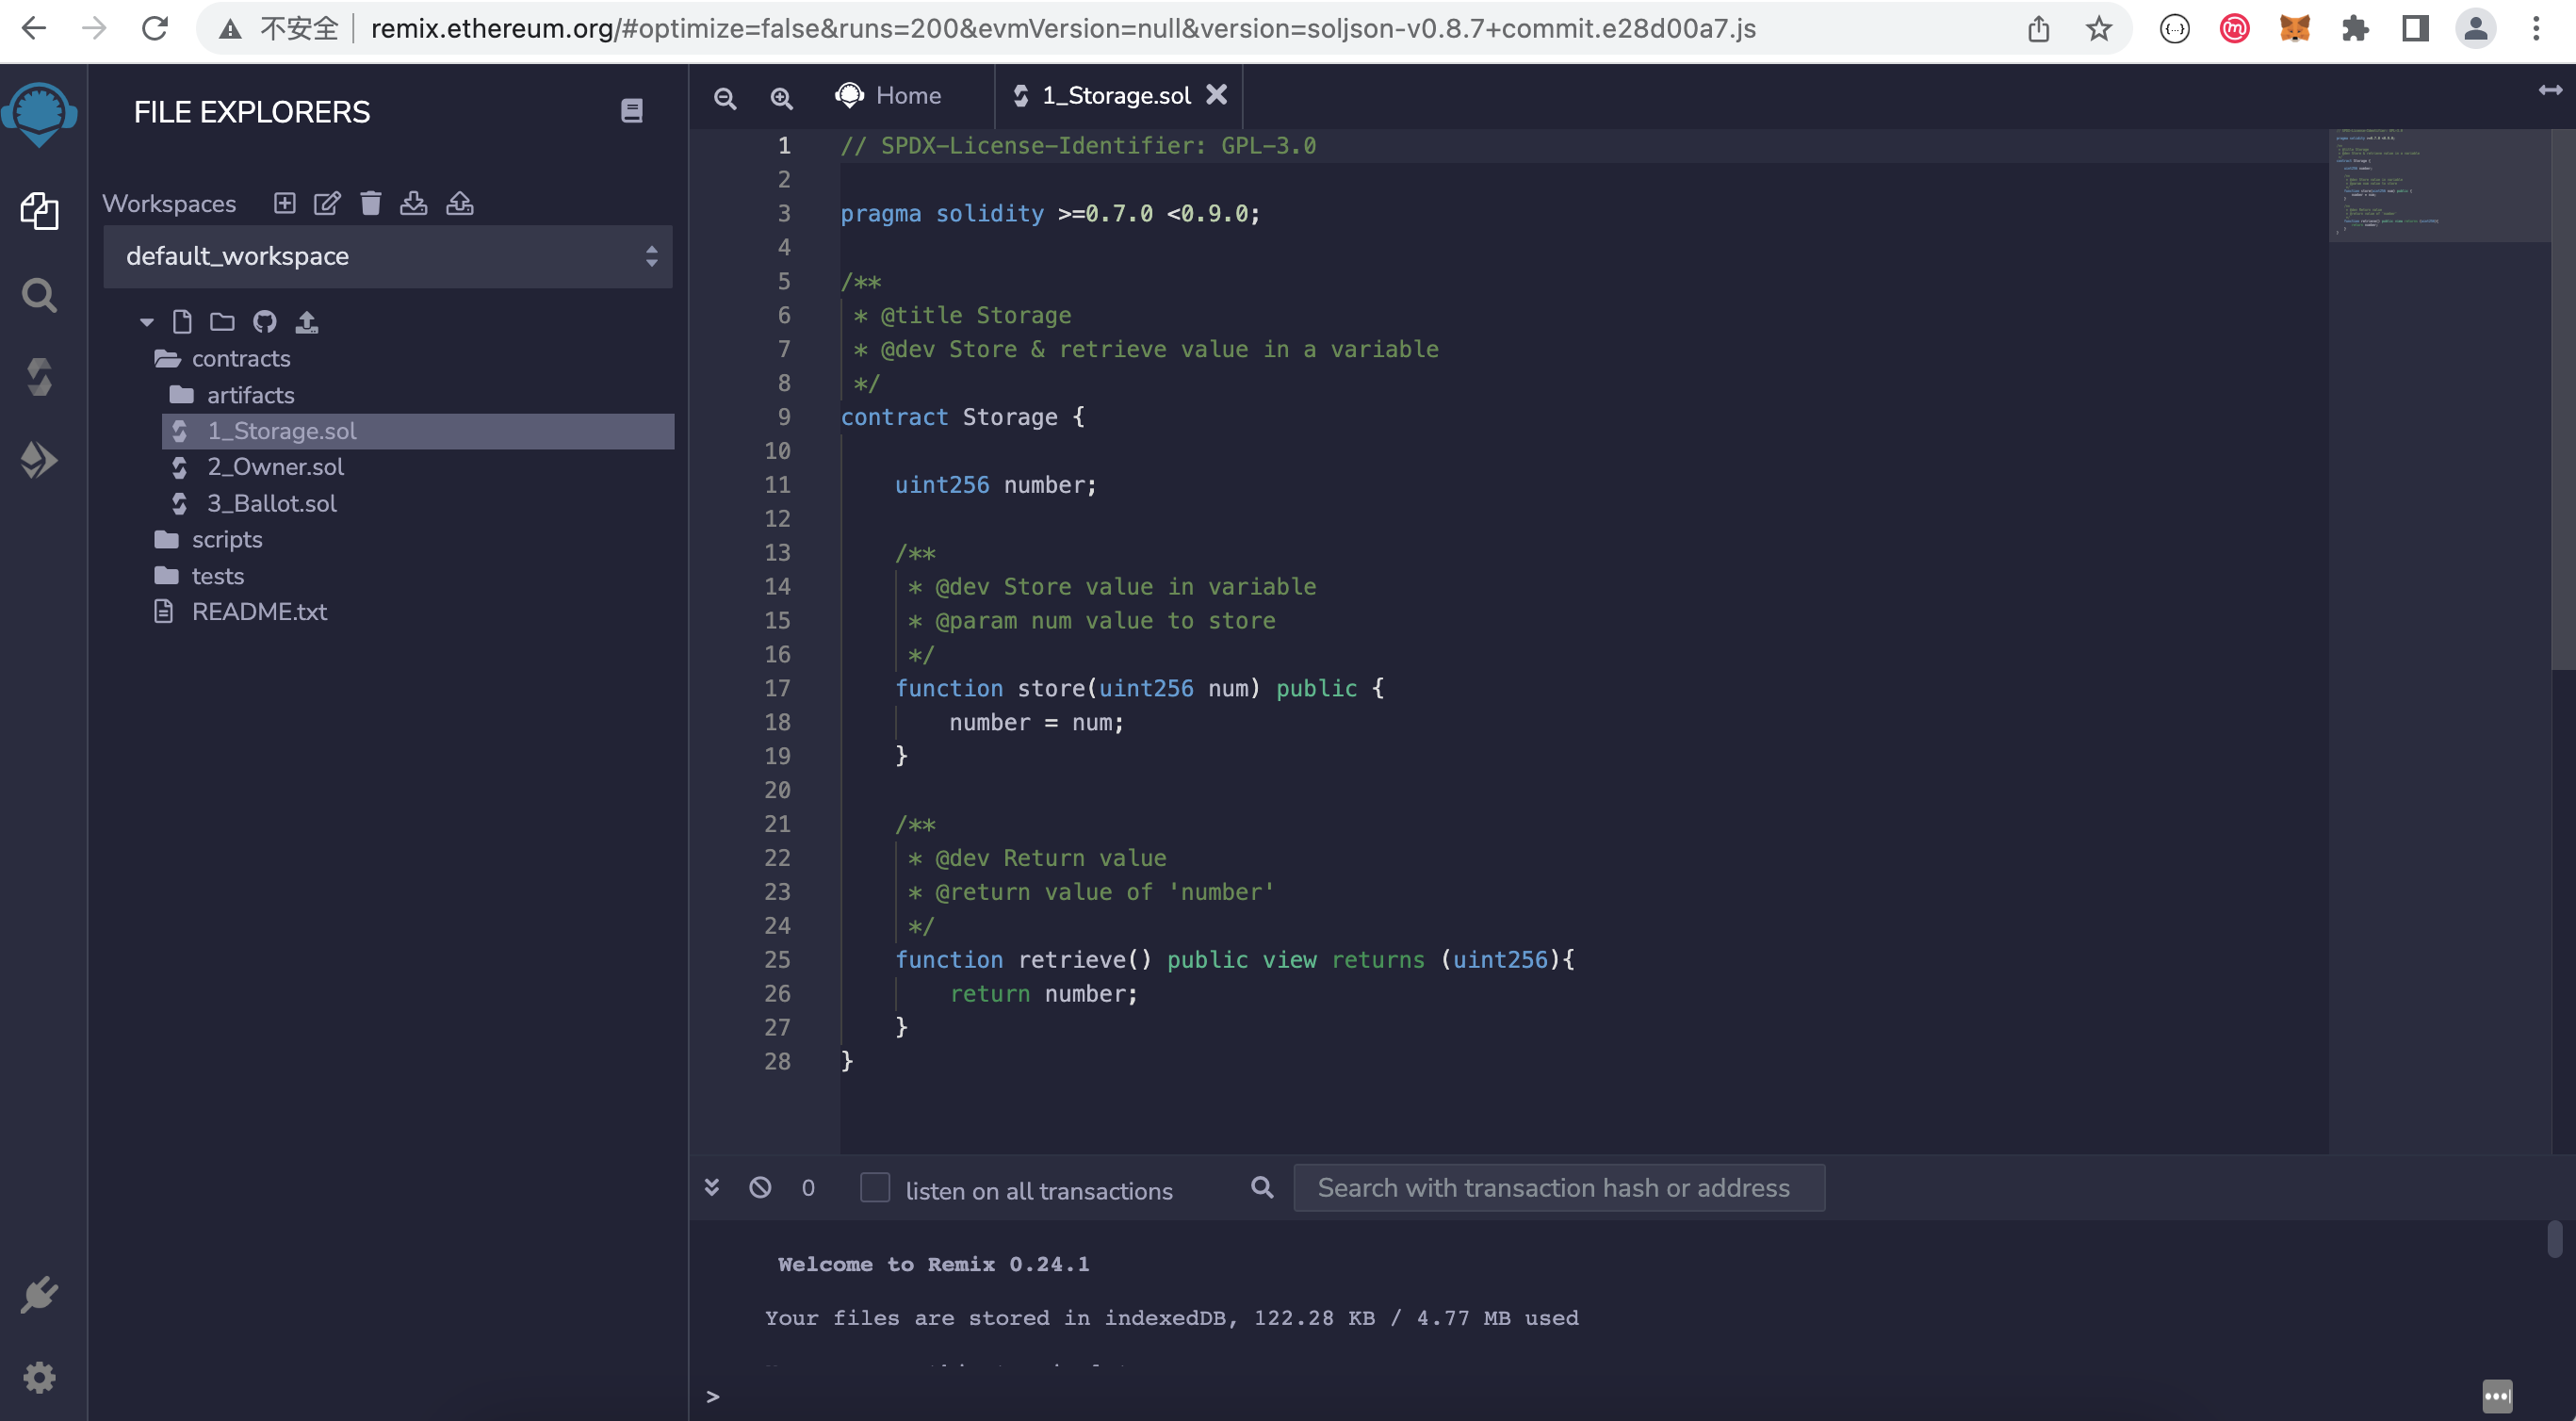 不安全 remix.ethereum.org/#optimize=false&runs=200&evmVersion=null&version=soljson-v0.8.7+commit.e28d00a7.js
FILE EXPLORERS
Workspaces
default_workspace
contracts
artifacts
1_Storage.sol
2_Owner.sol
3_Ballot.sol
scripts
tests
README.txt
Home
1_Storage.sol
1 // SPDX-License-Identifier: GPL-3.0
2
3 pragma solidity >=0.7.0 <0.9.0;
4
5 /**
6 * @title Storage
7 * @dev Store & retrieve value in a variable
8 */
9 contract Storage {
10
11 uint256 number;
12
13 /**
14 * @dev Store value in variable
15 * @param num value to store
16 */
17 function store(uint256 num) public {
18 number = num;
19 }
20
21 /**
22 * @dev Return value
23 * @return value of 'number'
24 */
25 function retrieve() public view returns (uint256){
26 return number;
27 }
28 }
0 listen on all transactions Search with transaction hash or address
Welcome to Remix 0.24.1
Your files are stored in indexedDB, 122.28 KB / 4.77 MB used
>